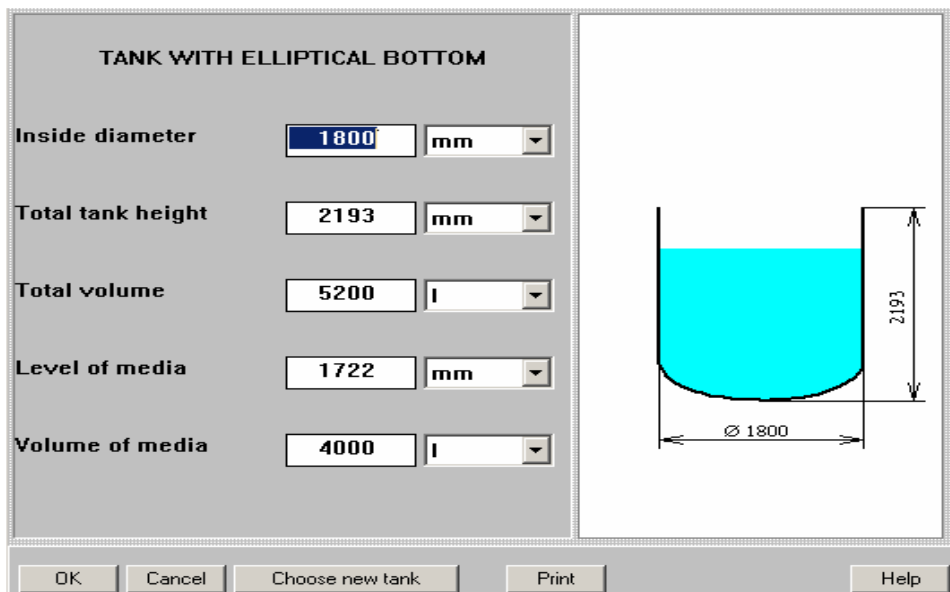 TANK WITH ELLIPTICAL BOTTOM
Inside diameter 1800 mm
Total tank height 2193 mm
Total volume 5200 l
Level of media 1722 mm
Volume of media 4000 l
2193
Ø 1800
OK Cancel Choose new tank Print Help